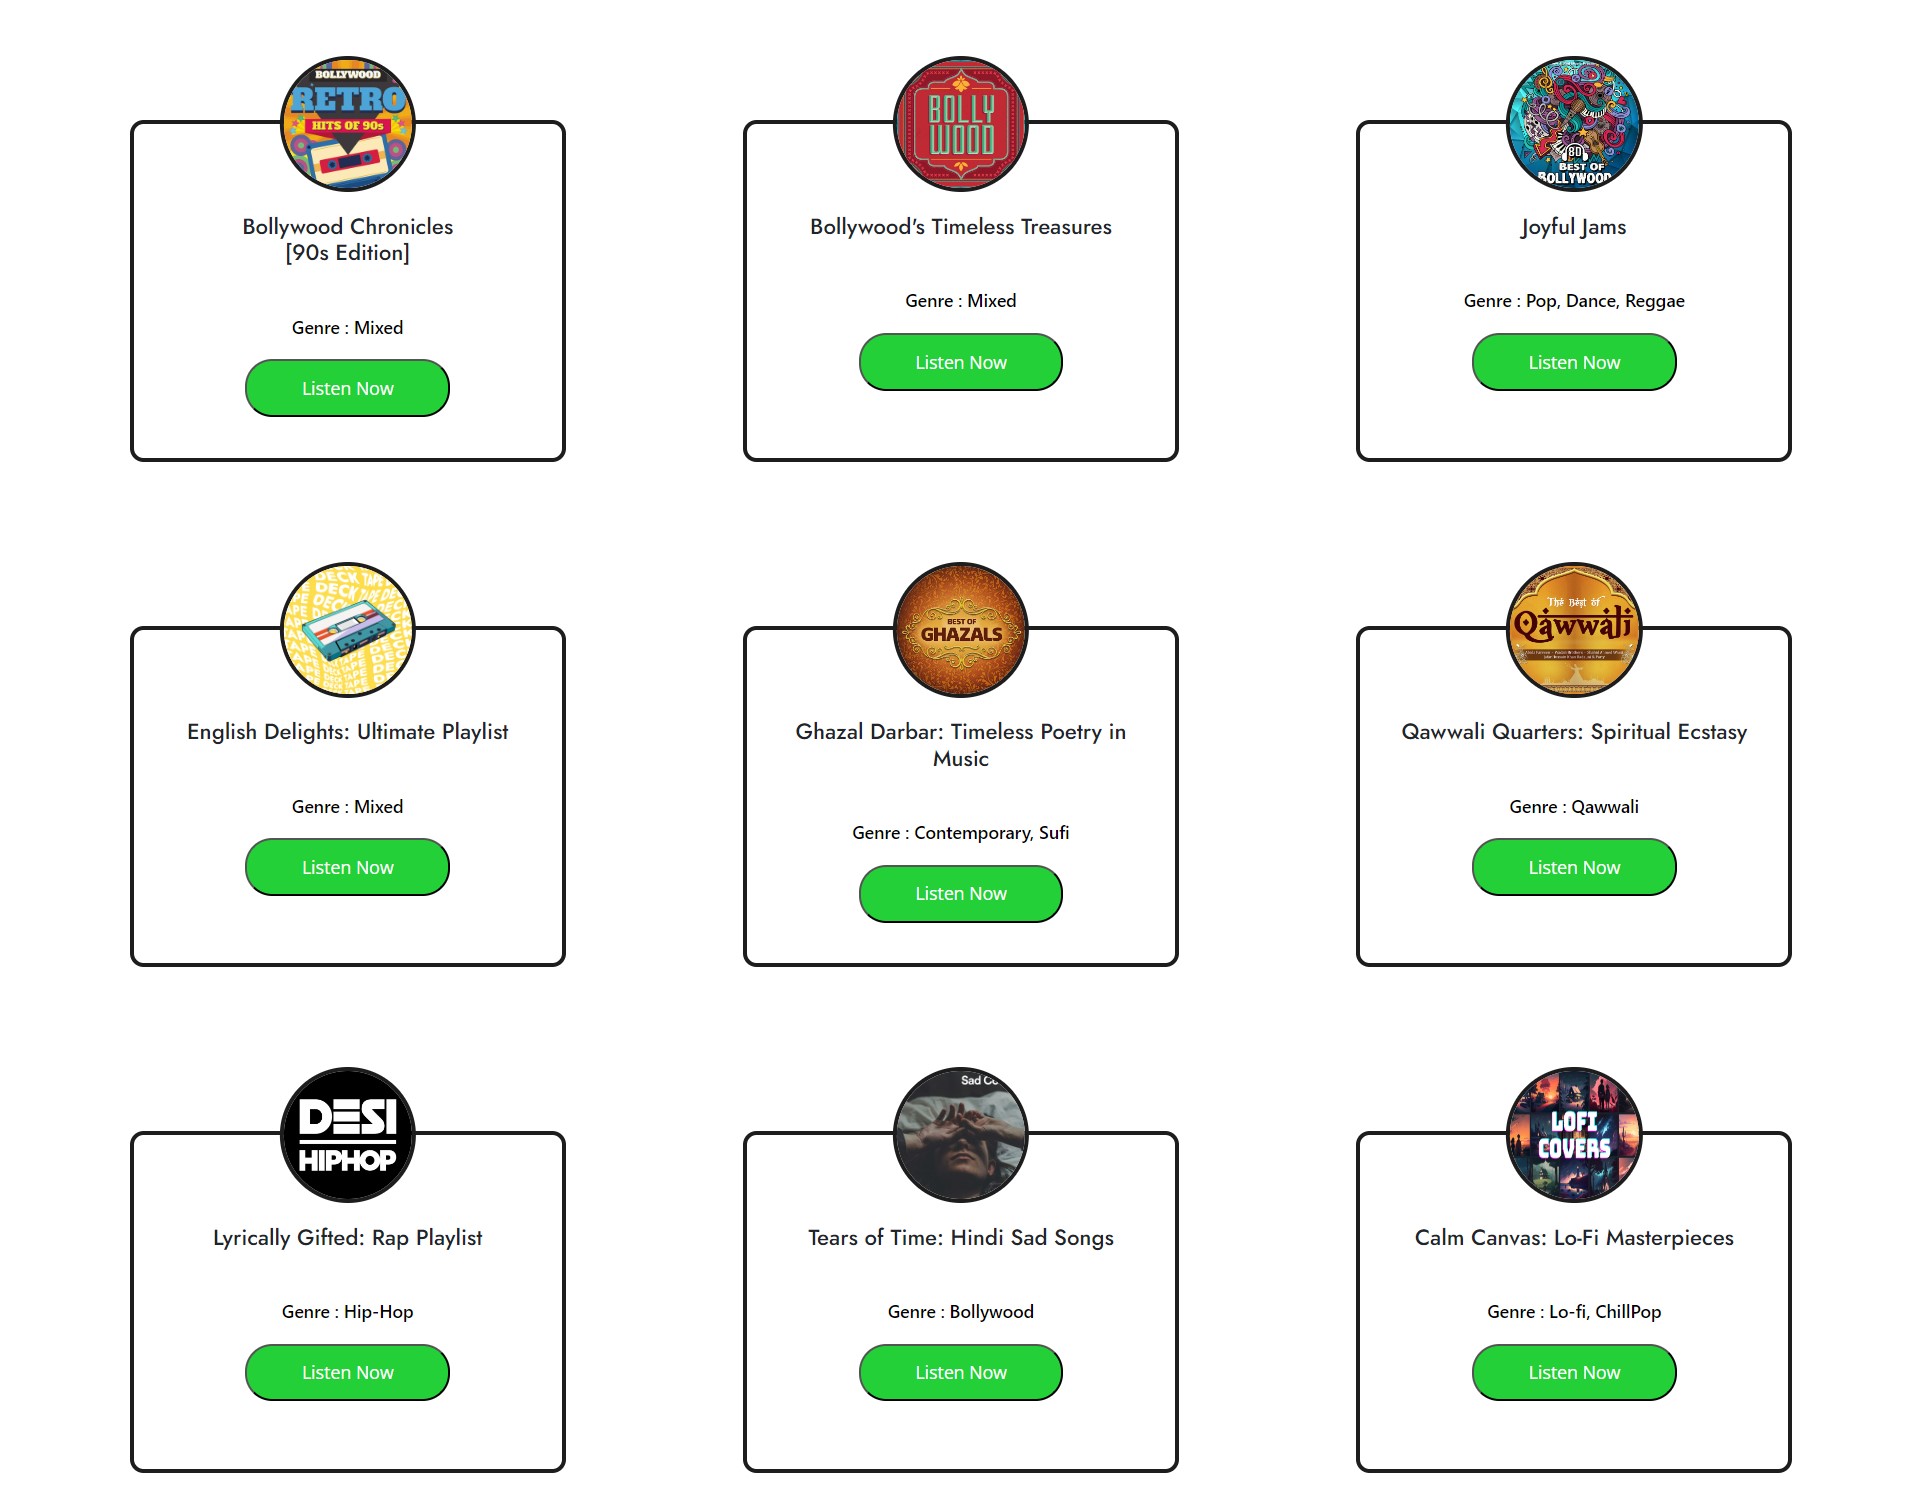 BOLLYWOOD
RETRO
HITS OF 90s
Bollywood Chronicles
[90s Edition]
Genre : Mixed
Listen Now
BOLLY
WOOD
Bollywood's Timeless Treasures
Genre : Mixed
Listen Now
8D
BEST OF
BOLLYWOOD
Joyful Jams
Genre : Pop, Dance, Reggae
Listen Now
DECK TAPE
English Delights: Ultimate Playlist
Genre : Mixed
Listen Now
BEST OF
GHAZALS
Ghazal Darbar: Timeless Poetry in
Music
Genre : Contemporary, Sufi
Listen Now
The Best of
Qawwali
Qawwali Quarters: Spiritual Ecstasy
Genre : Qawwali
Listen Now
DESI
HIPHOP
Lyrically Gifted: Rap Playlist
Genre : Hip-Hop
Listen Now
Sad
Tears of Time: Hindi Sad Songs
Genre : Bollywood
Listen Now
LOFI
COVERS
Calm Canvas: Lo-Fi Masterpieces
Genre : Lo-fi, ChillPop
Listen Now